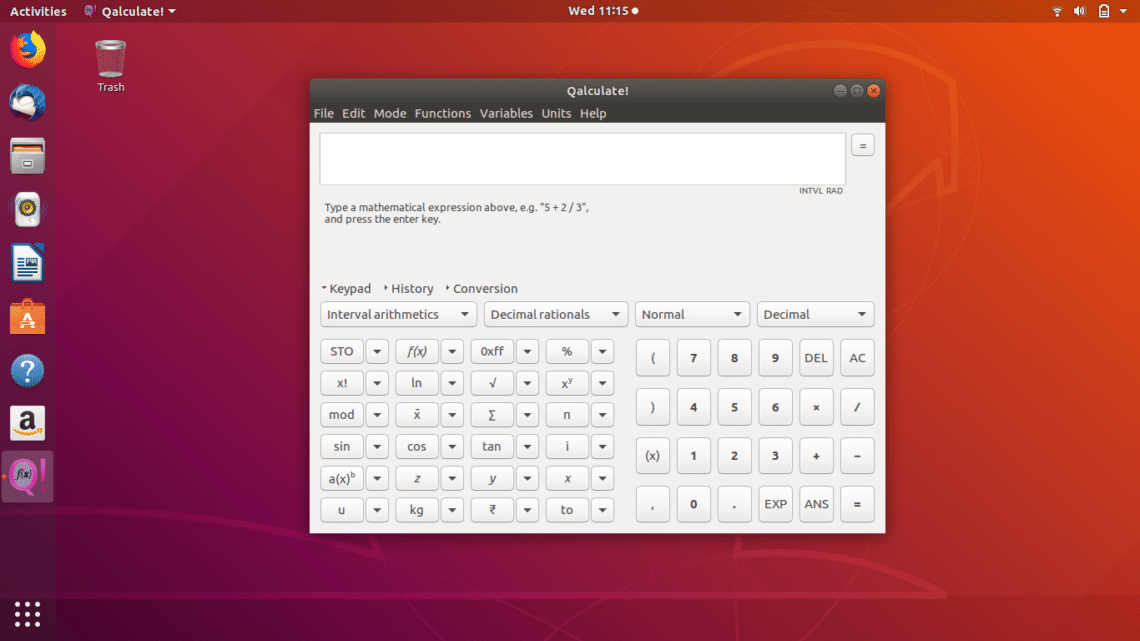 Activities Qalculate! Wed 11:15
Trash
Qalculate!
File Edit Mode Functions Variables Units Help
=
INTVL RAD
Type a mathematical expression above, e.g. "5 + 2 / 3",
and press the enter key.
Keypad History Conversion
Interval arithmetics Decimal rationals Normal Decimal
STO f(x) 0xff % ( 7 8 9 DEL AC
x! ln √ xʸ ) 4 5 6 × /
mod x̄ ∑ π
sin cos tan i (x) 1 2 3 + −
a(x)ᵇ z y x
u kg ₹ to , 0 . EXP ANS =